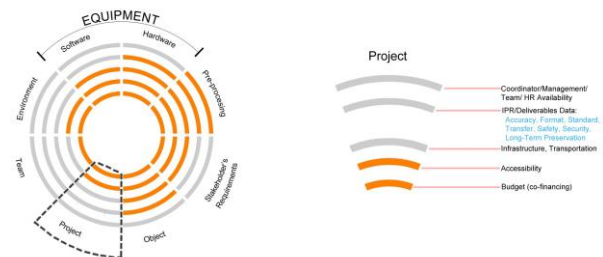 EQUIPMENT
Software
Hardware
Environment
Pre-procesing
Team
Stakeholder's
Requirements
Project
Object
Project
Coordinator/Management/
Team/ HR Availability
IPR/Deliverables Data:
Accuracy, Format, Standard,
Transfer, Safety, Security,
Long-Term Preservation
Infrastructure, Transportation
Accessibility
Budget (co-financing)